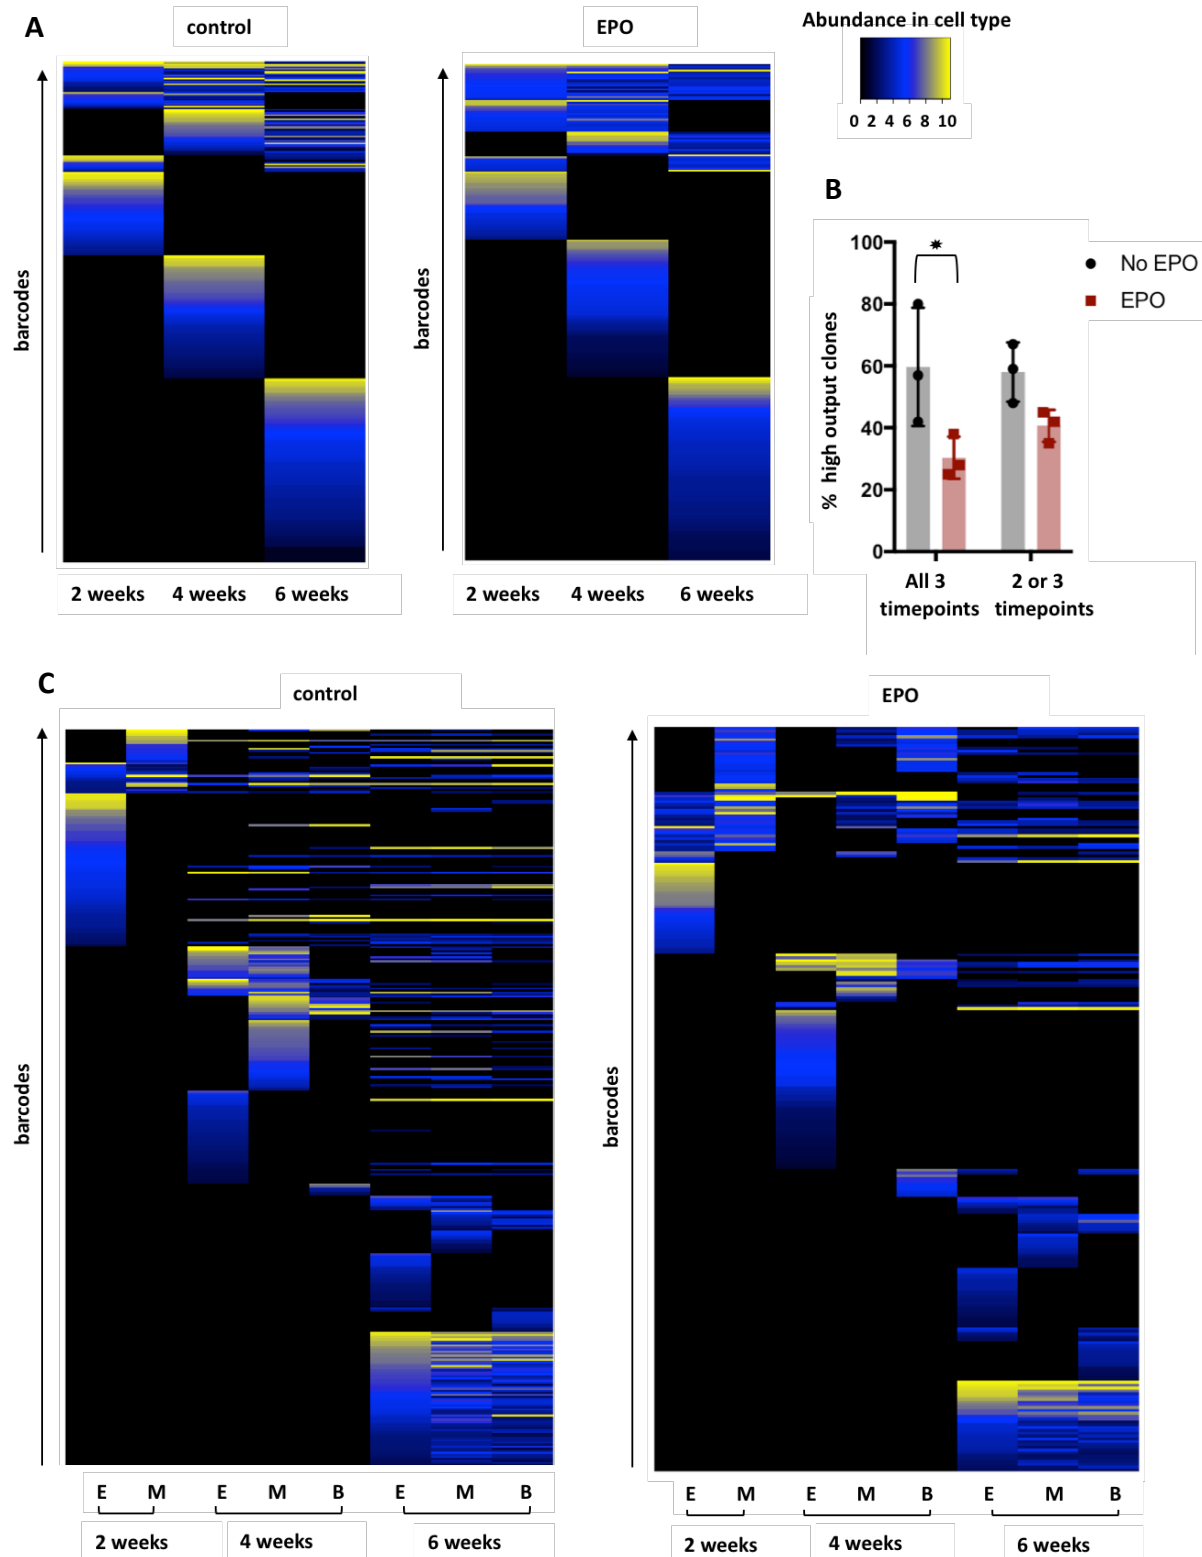 A
control
EPO
Abundance in cell type
0 2 4 6 8 10
barcodes
barcodes
2 weeks 4 weeks 6 weeks
2 weeks 4 weeks 6 weeks
B
100
80
60
40
20
0
% high output clones
*
No EPO
EPO
All 3 timepoints
2 or 3 timepoints
C
control
EPO
barcodes
barcodes
E M E M B E M B
2 weeks 4 weeks 6 weeks
E M E M B E M B
2 weeks 4 weeks 6 weeks